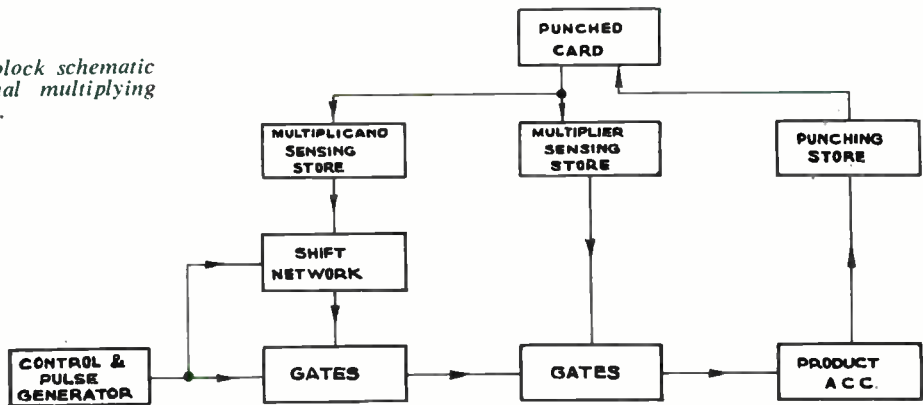 PUNCHED
CARD
block schematic
nal multiplying
MULTIPLICAND
SENSING
STORE
MULTIPLIER
SENSING
STORE
PUNCHING
STORE
SHIFT
NETWORK
CONTROL &
PULSE
GENERATOR
GATES
GATES
PRODUCT
ACC.